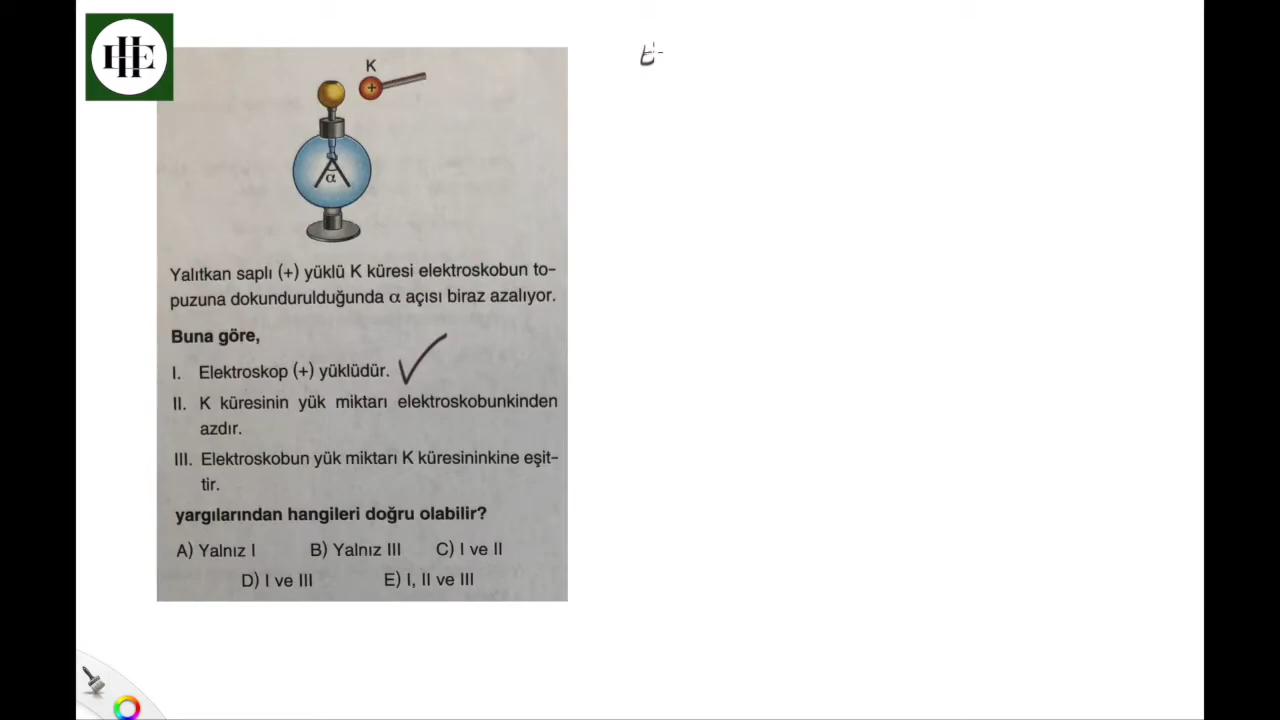 K
+
α
Yalıtkan saplı (+) yüklü K küresi elektroskobun to-
puzuna dokundurulduğunda α açısı biraz azalıyor.
Buna göre,
I. Elektroskop (+) yüklüdür.
II. K küresinin yük miktarı elektroskobunkinden
azdır.
III. Elektroskobun yük miktarı K küresininkine eşit-
tir.
yargılarından hangileri doğru olabilir?
A) Yalnız I B) Yalnız III C) I ve II
D) I ve III E) I, II ve III